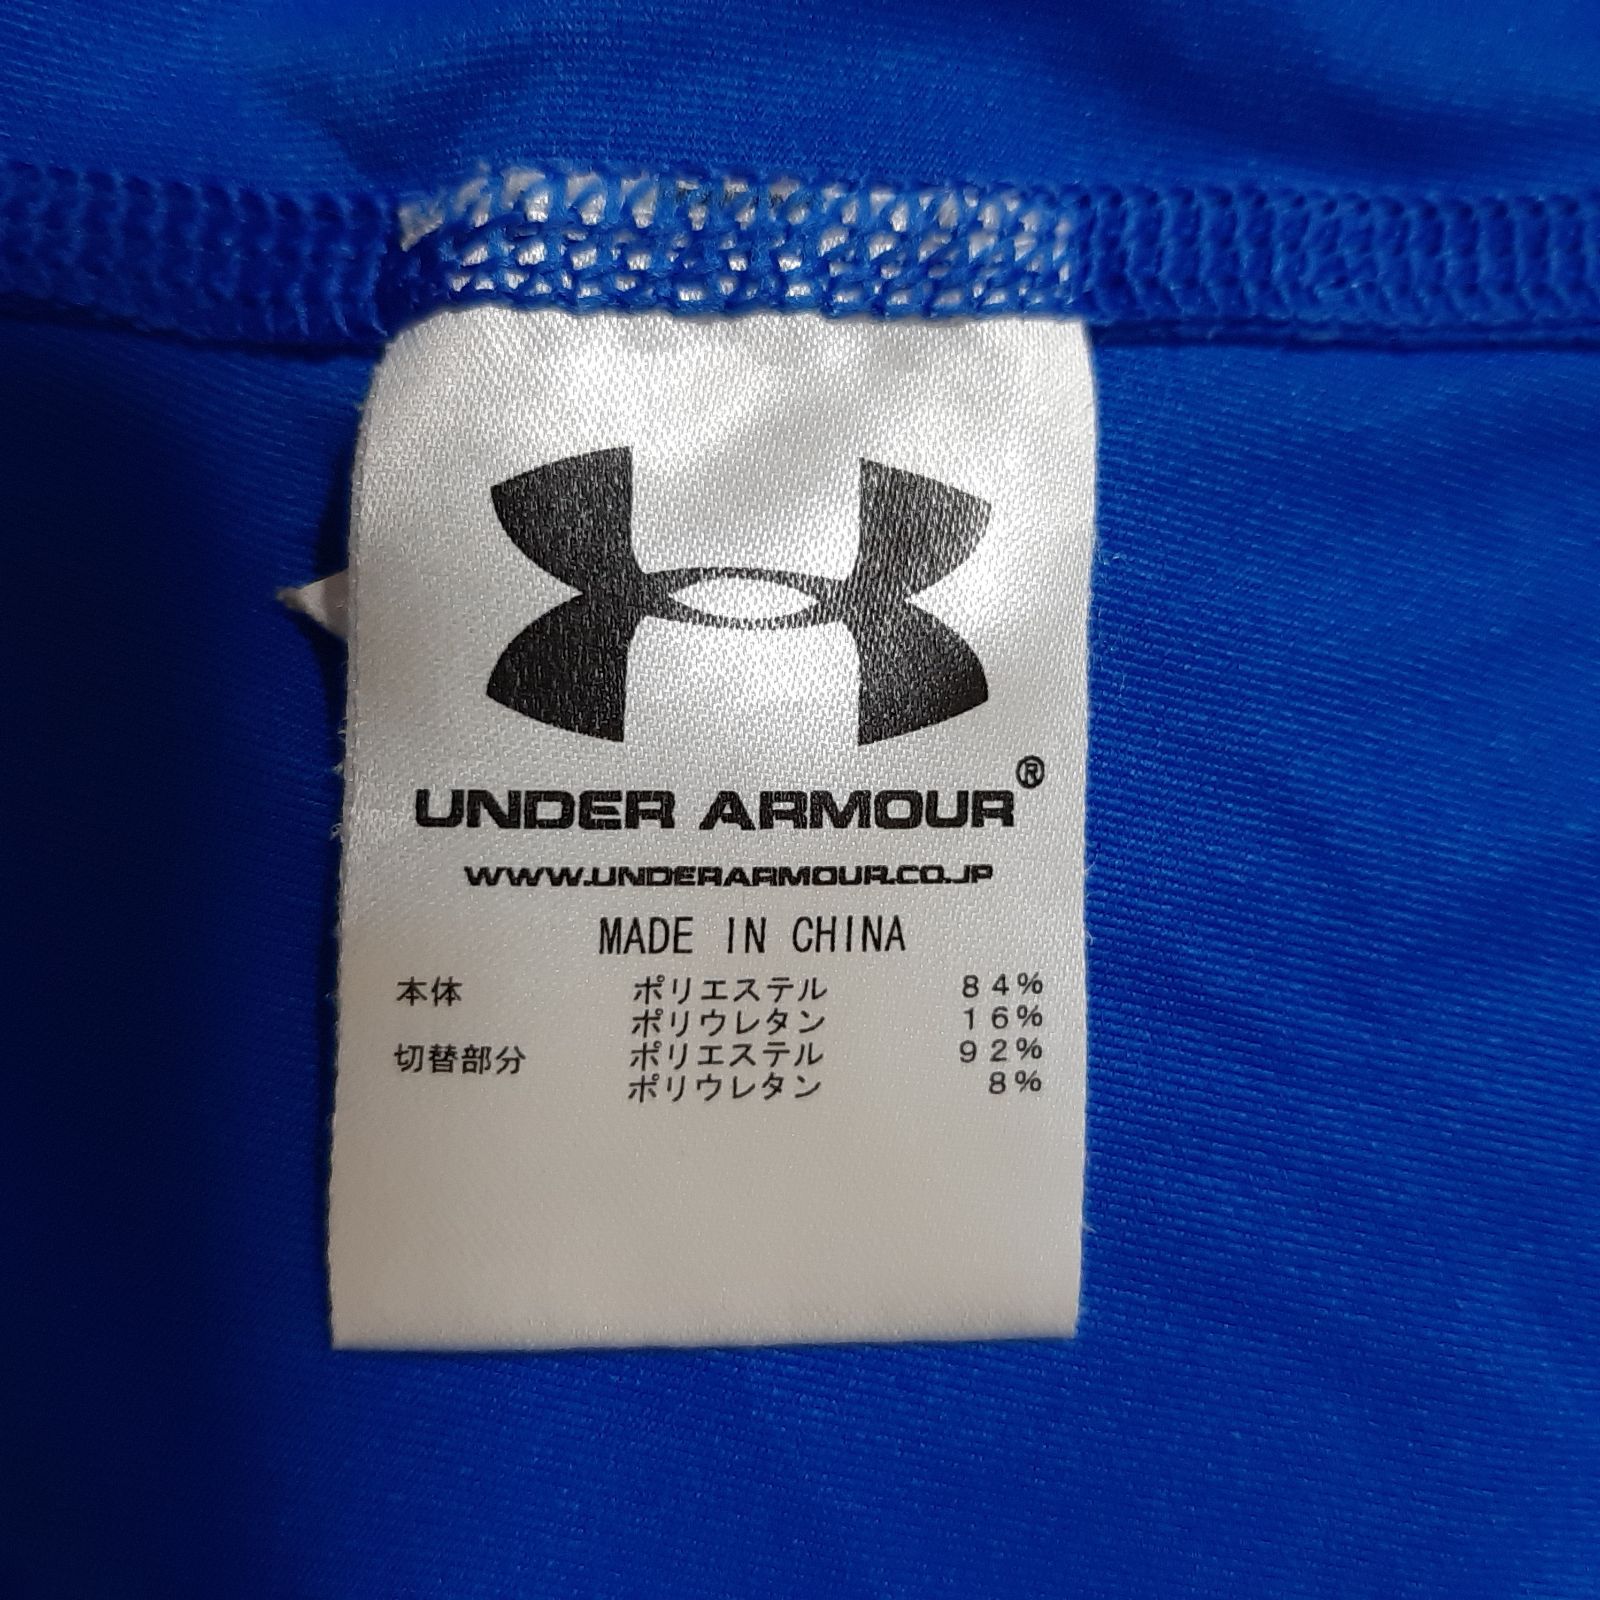 UNDER ARMOUR®
WWW.UNDERARMOUR.CO.JP
MADE IN CHINA
本体 ポリエステル 84%
ポリウレタン 16%
切替部分 ポリエステル 92%
ポリウレタン 8%